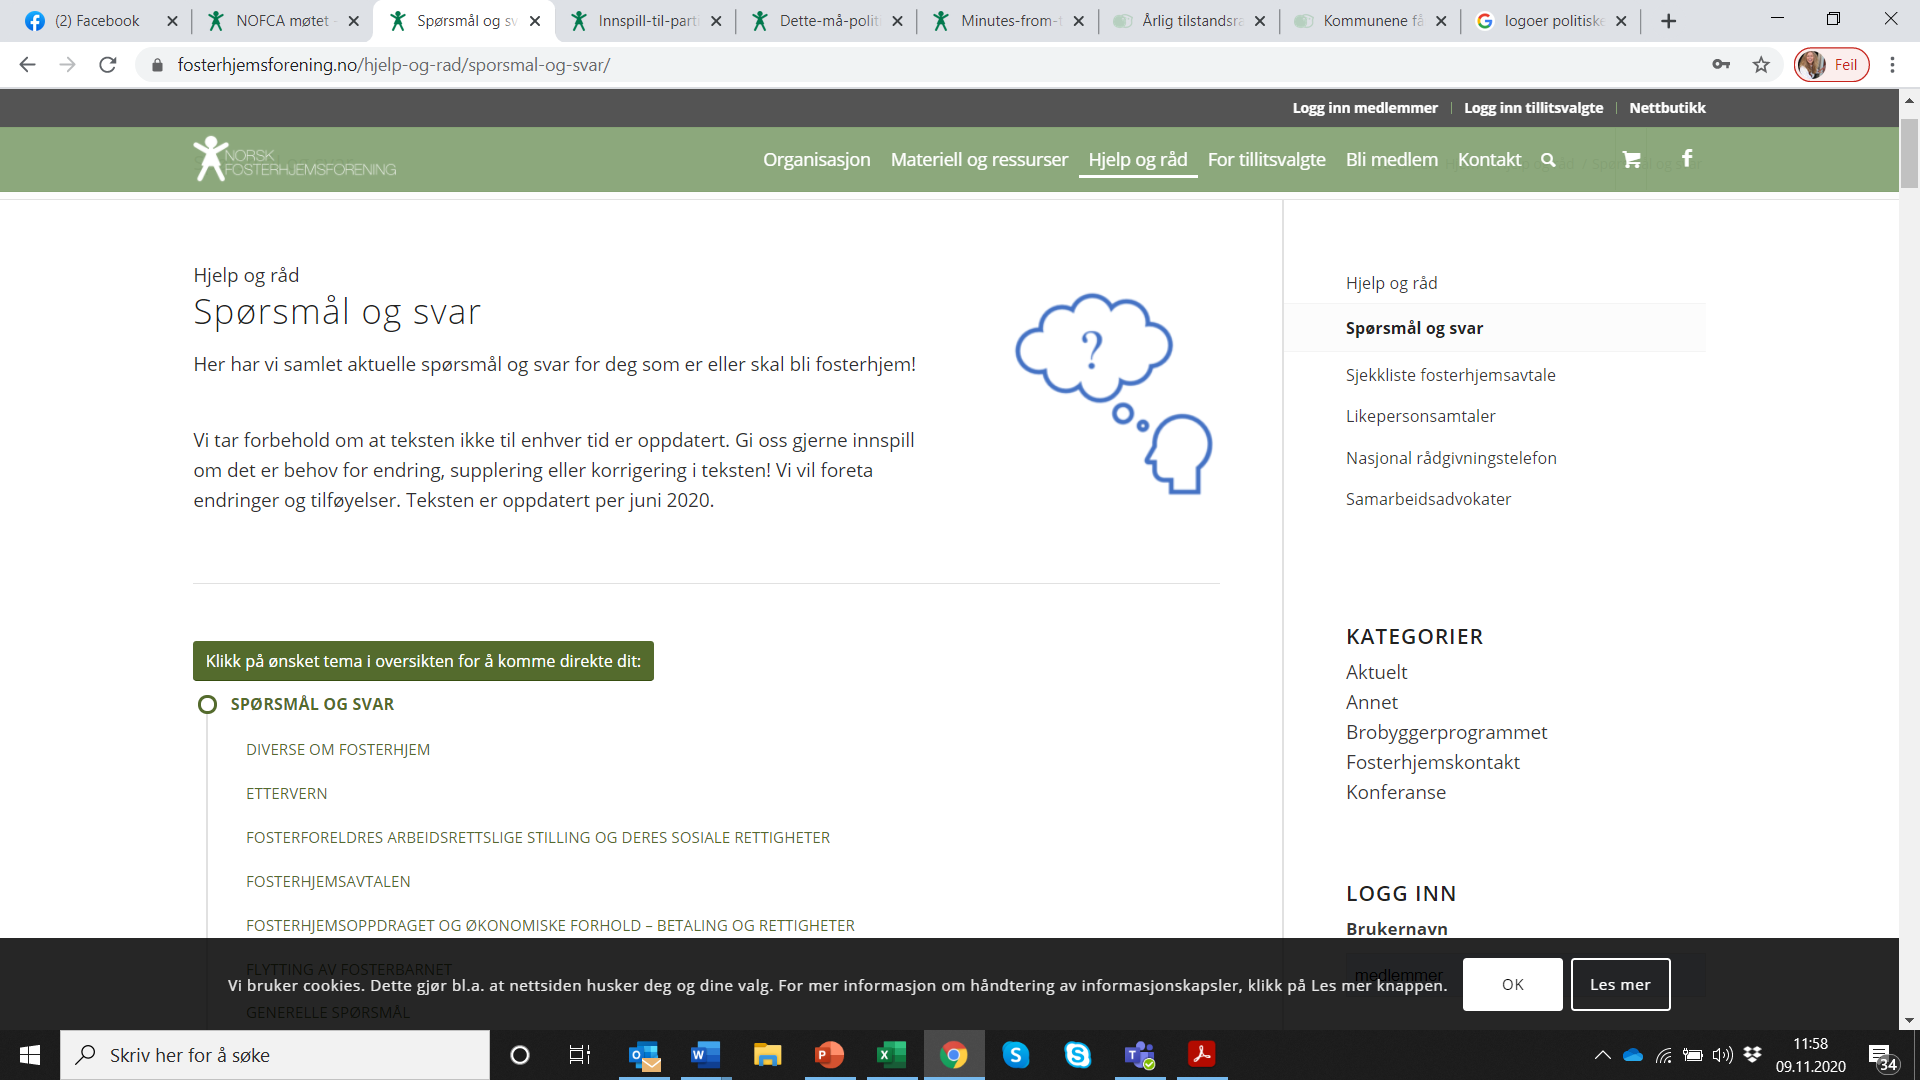 (2) Facebook
NOFCA møtet -
Spørsmål og sv
Innspill-til-part
Dette-må-polit
Minutes-from-t
Årlig tilstandsra
Kommunene få
logoer politiske
fosterhjemsforening.no/hjelp-og-rad/sporsmal-og-svar/
Feil
Logg inn medlemmer
Logg inn tillitsvalgte
Nettbutikk
NORSK
FOSTERHJEMSFORENING
Organisasjon
Materiell og ressurser
Hjelp og råd
For tillitsvalgte
Bli medlem
Kontakt
Hjelp og råd
Spørsmål og svar
Her har vi samlet aktuelle spørsmål og svar for deg som er eller skal bli fosterhjem!
Vi tar forbehold om at teksten ikke til enhver tid er oppdatert. Gi oss gjerne innspill
om det er behov for endring, supplering eller korrigering i teksten! Vi vil foreta
endringer og tilføyelser. Teksten er oppdatert per juni 2020.
?
Klikk på ønsket tema i oversikten for å komme direkte dit:
SPØRSMÅL OG SVAR
DIVERSE OM FOSTERHJEM
ETTERVERN
FOSTERFORELDRES ARBEIDSRETTSLIGE STILLING OG DERES SOSIALE RETTIGHETER
FOSTERHJEMSAVTALEN
FOSTERHJEMSOPPDRAGET OG ØKONOMISKE FORHOLD – BETALING OG RETTIGHETER
FLYTTING AV FOSTERBARNET
GENERELLE SPØRSMÅL
Hjelp og råd
Spørsmål og svar
Sjekkliste fosterhjemsavtale
Likepersonsamtaler
Nasjonal rådgivningstelefon
Samarbeidsadvokater
KATEGORIER
Aktuelt
Annet
Brobyggerprogrammet
Fosterhjemskontakt
Konferanse
LOGG INN
Brukernavn
medlemmer
Vi bruker cookies. Dette gjør bl.a. at nettsiden husker deg og dine valg. For mer informasjon om håndtering av informasjonskapsler, klikk på Les mer knappen.
OK
Les mer
Skriv her for å søke
11:58
09.11.2020
34